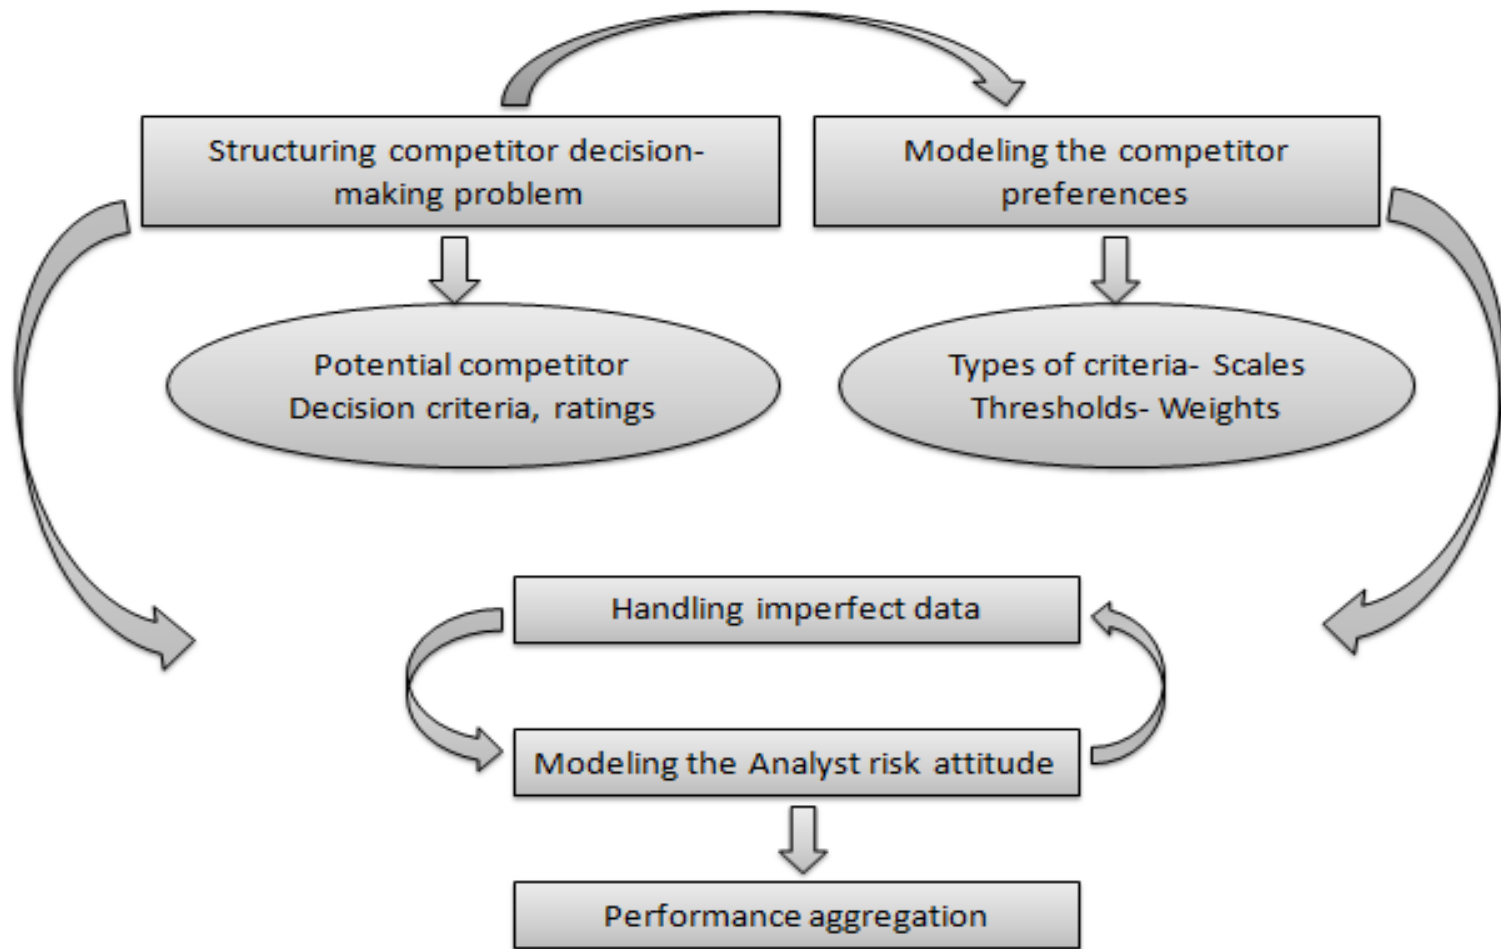 Structuring competitor decision-
making problem
Modeling the competitor
preferences
Potential competitor
Decision criteria, ratings
Types of criteria- Scales
Thresholds- Weights
Handling imperfect data
Modeling the Analyst risk attitude
Performance aggregation